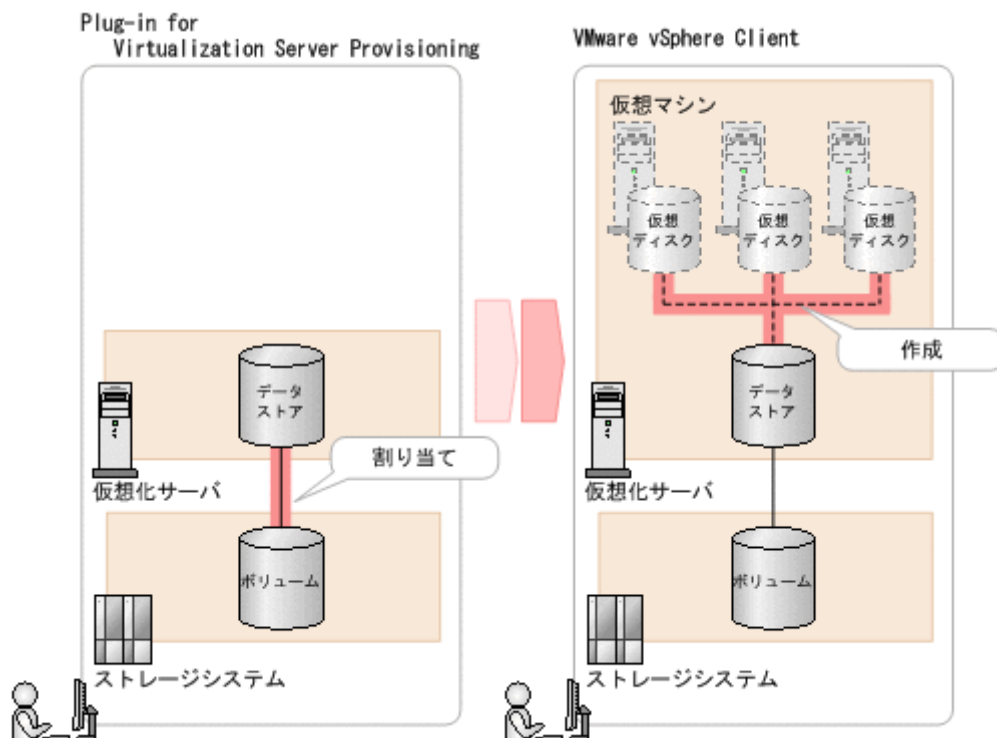 Plug-in for
Virtualization Server Provisioning
データ
ストア
割り当て
仮想化サーバ
ボリューム
ストレージシステム
VMware vSphere Client
仮想マシン
仮想
ディスク
仮想
ディスク
仮想
ディスク
作成
データ
ストア
仮想化サーバ
ボリューム
ストレージシステム